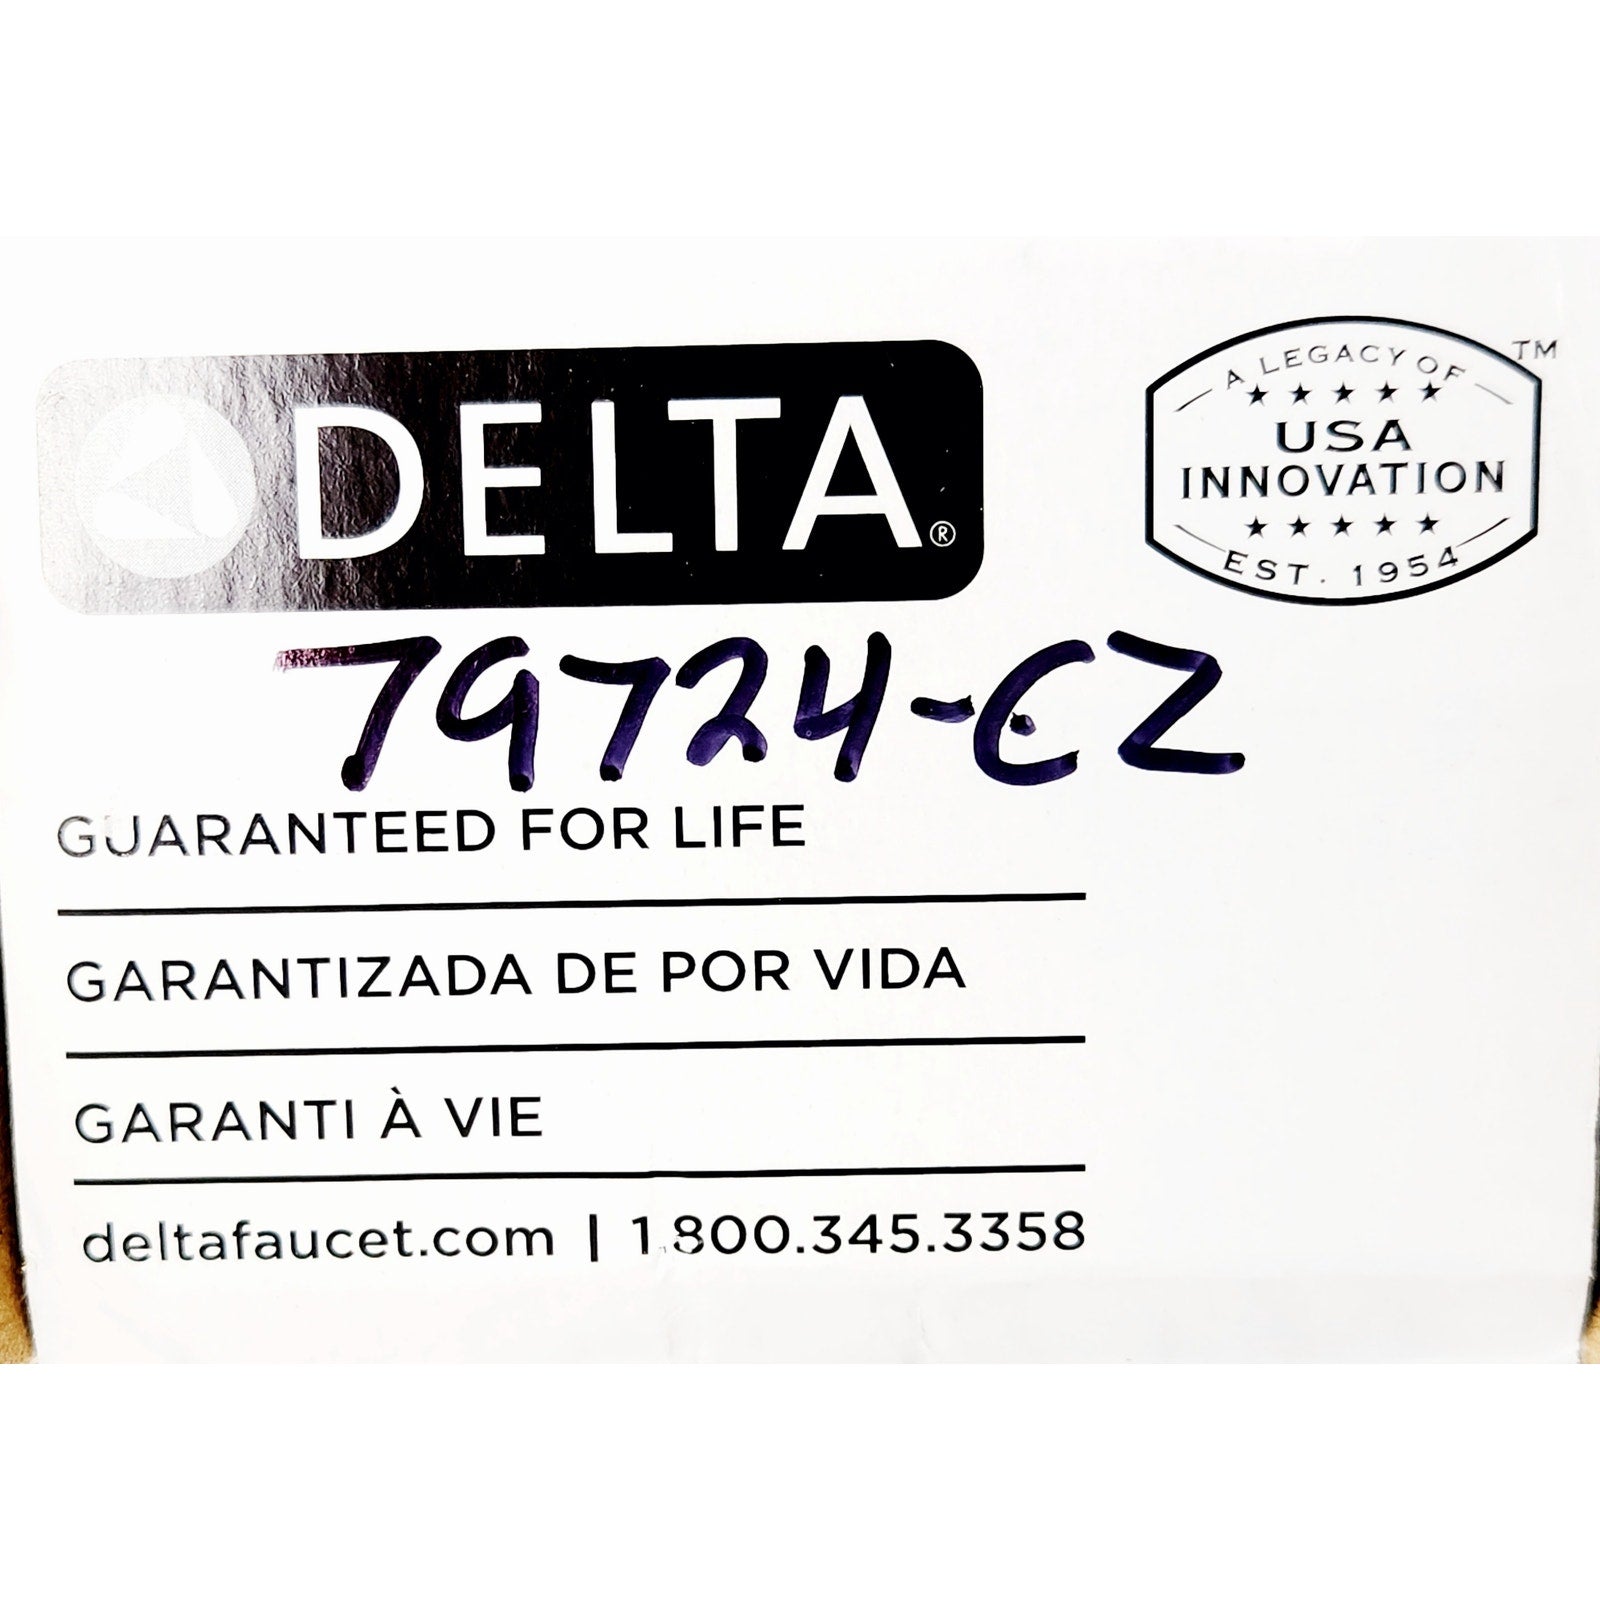 DELTA®
A LEGACY OF
USA
INNOVATION
EST. 1954
TM
79724-CZ
GUARANTEED FOR LIFE
GARANTIZADA DE POR VIDA
GARANTI À VIE
deltafaucet.com | 1.800.345.3358